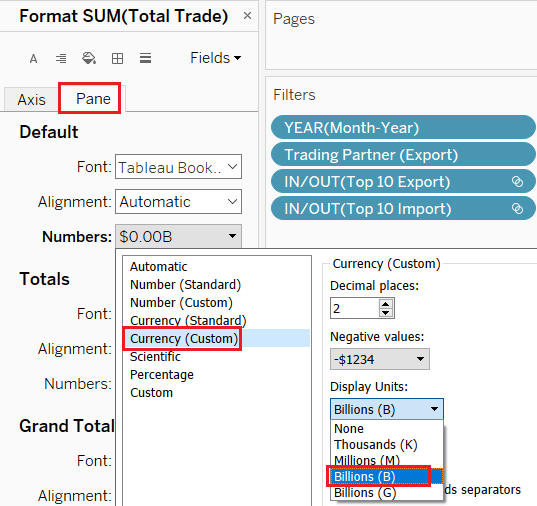 Format SUM(Total Trade) ×
Fields
Axis Pane
Default
Font: Tableau Book..
Alignment: Automatic
Numbers: $0.00B
Totals
Font:
Alignment:
Numbers:
Grand Total
Font:
Alignment:
Automatic
Number (Standard)
Number (Custom)
Currency (Standard)
Currency (Custom)
Scientific
Percentage
Custom
Currency (Custom)
Decimal places:
2
Negative values:
-$1234
Display Units:
Billions (B)
None
Thousands (K)
Millions (M)
Billions (B)
Billions (G)
ds separators
Pages
Filters
YEAR(Month-Year)
Trading Partner (Export)
IN/OUT(Top 10 Export)
IN/OUT(Top 10 Import)